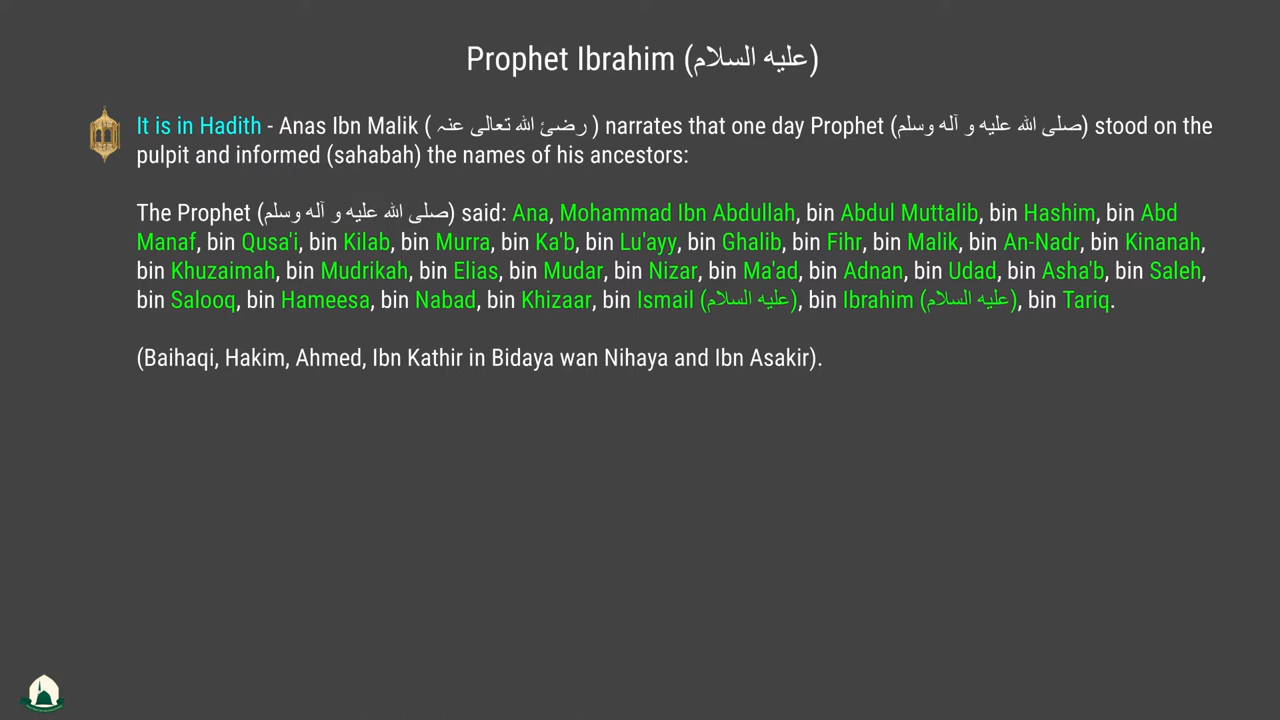 Prophet Ibrahim (عليه السلام)
It is in Hadith - Anas Ibn Malik ( رضئ الله تعالى عنہ ) narrates that one day Prophet (صلى الله عليه و آله وسلم) stood on the
pulpit and informed (sahabah) the names of his ancestors:
The Prophet (صلى الله عليه و آله وسلم) said: Ana, Mohammad Ibn Abdullah, bin Abdul Muttalib, bin Hashim, bin Abd
Manaf, bin Qusa'i, bin Kilab, bin Murra, bin Ka'b, bin Lu'ayy, bin Ghalib, bin Fihr, bin Malik, bin An-Nadr, bin Kinanah,
bin Khuzaimah, bin Mudrikah, bin Elias, bin Mudar, bin Nizar, bin Ma'ad, bin Adnan, bin Udad, bin Asha'b, bin Saleh,
bin Salooq, bin Hameesa, bin Nabad, bin Khizaar, bin Ismail (عليه السلام), bin Ibrahim (عليه السلام), bin Tariq.
(Baihaqi, Hakim, Ahmed, Ibn Kathir in Bidaya wan Nihaya and Ibn Asakir).